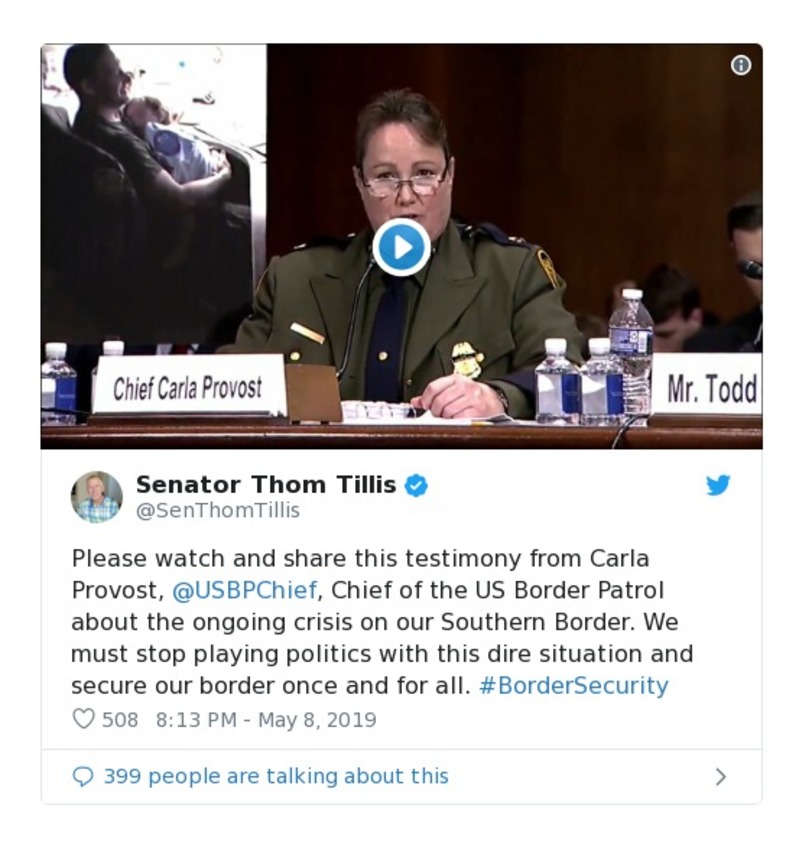 Chief Carla Provost
Mr. Todd
Senator Thom Tillis
@SenThomTillis
Please watch and share this testimony from Carla
Provost, @USBPChief, Chief of the US Border Patrol
about the ongoing crisis on our Southern Border. We
must stop playing politics with this dire situation and
secure our border once and for all. #BorderSecurity
508 8:13 PM - May 8, 2019
399 people are talking about this